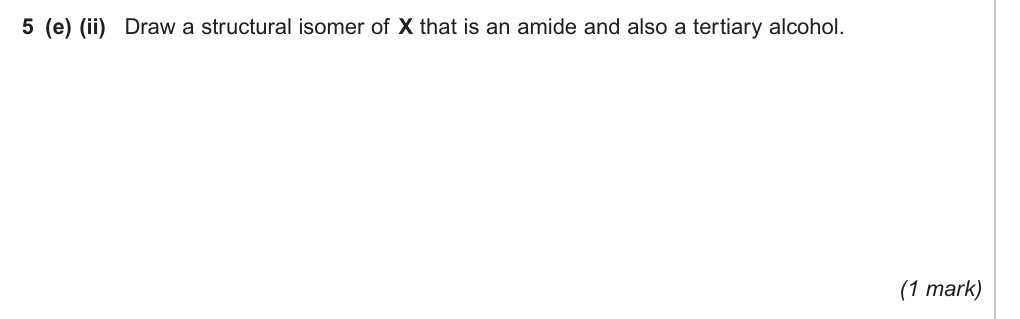 5 (e) (ii) Draw a structural isomer of X that is an amide and also a tertiary alcohol.
(1 mark)